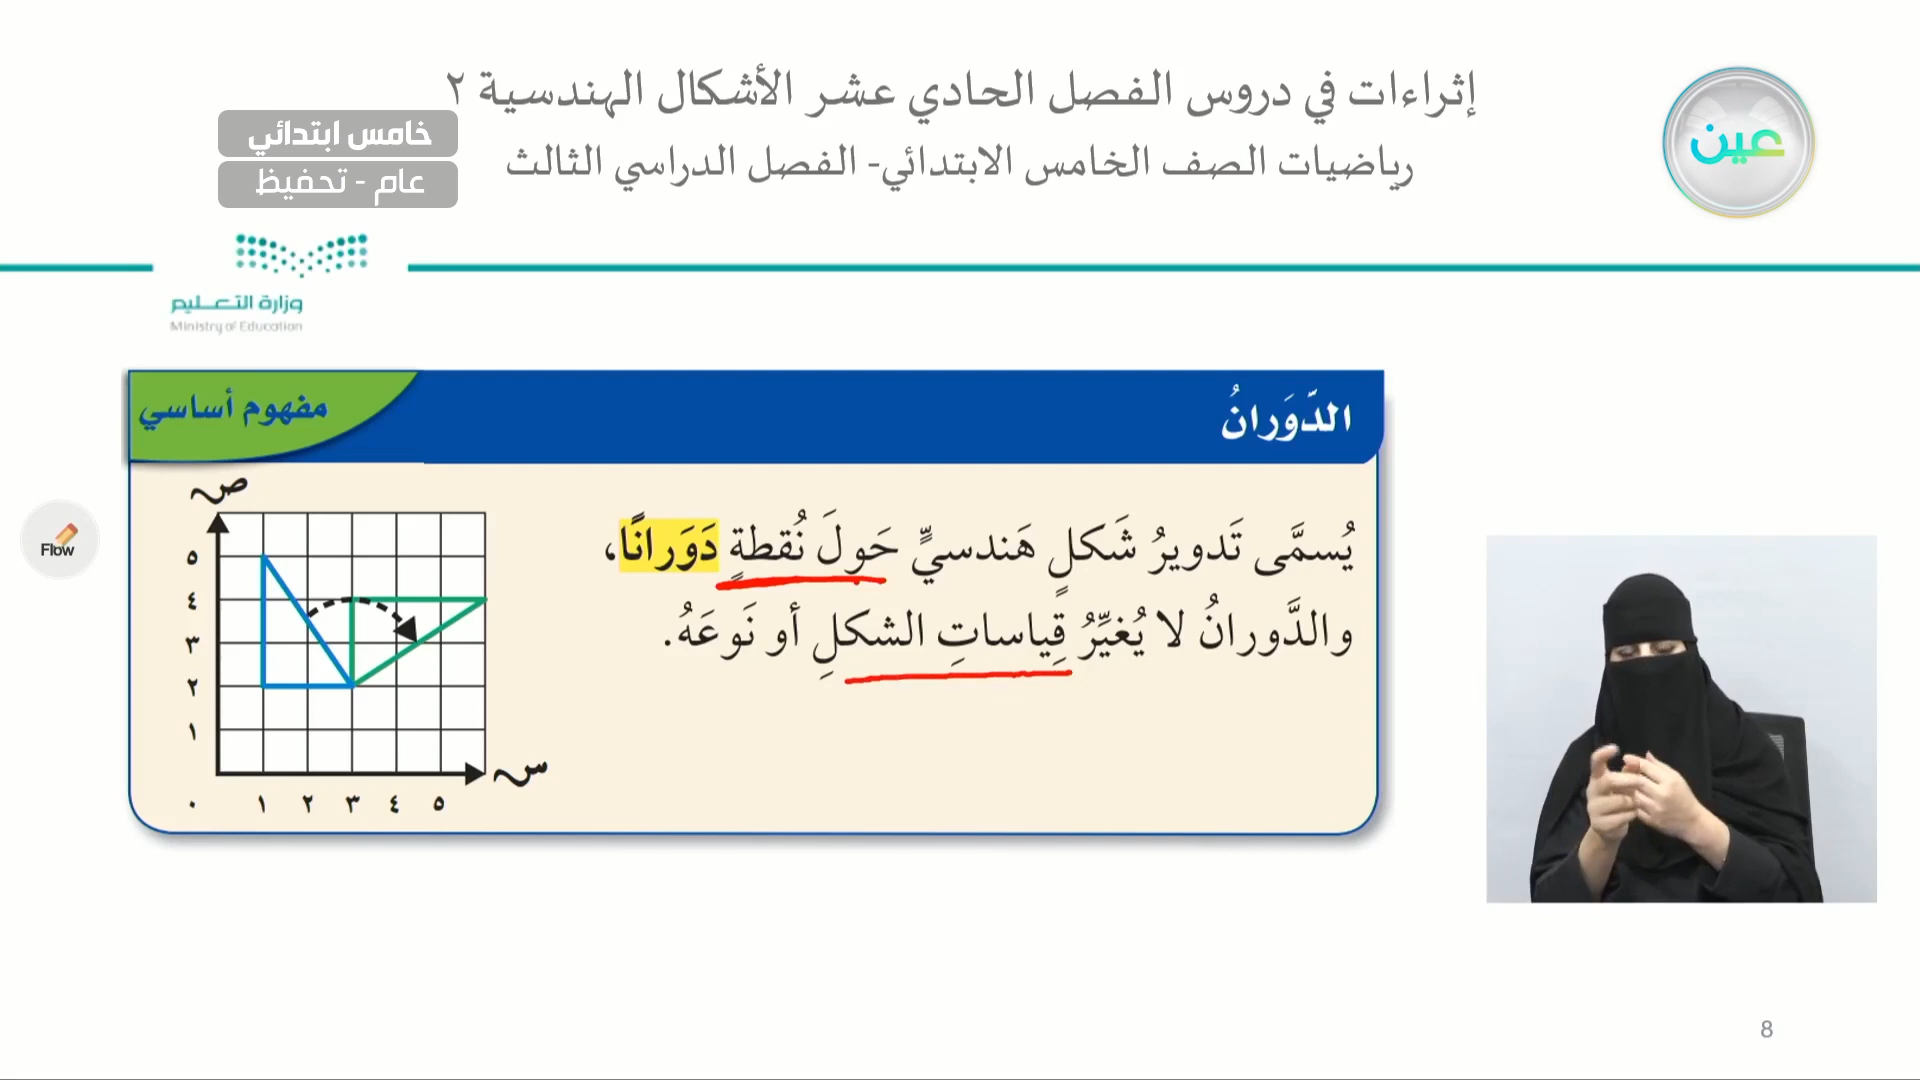 إثراءات في دروس الفصل الحادي عشر الأشكال الهندسية ٢
رياضيات الصف الخامس الابتدائي- الفصل الدراسي الثالث
خامس ابتدائي
عام - تحفيظ
عين
وزارة التعليم
Ministry of Education
الدَّوَرانُ
مفهوم أساسي
يُسمَّى تَدويرُ شَكلٍ هَندسيٍّ حَولَ نُقطةٍ دَوَرانًا،
والدَّورانُ لا يُغيِّرُ قِياساتِ الشكلِ أو نَوعَهُ.
ص
٥
٤
٣
٢
١
٠ ١ ٢ ٣ ٤ ٥
س
Flow
8